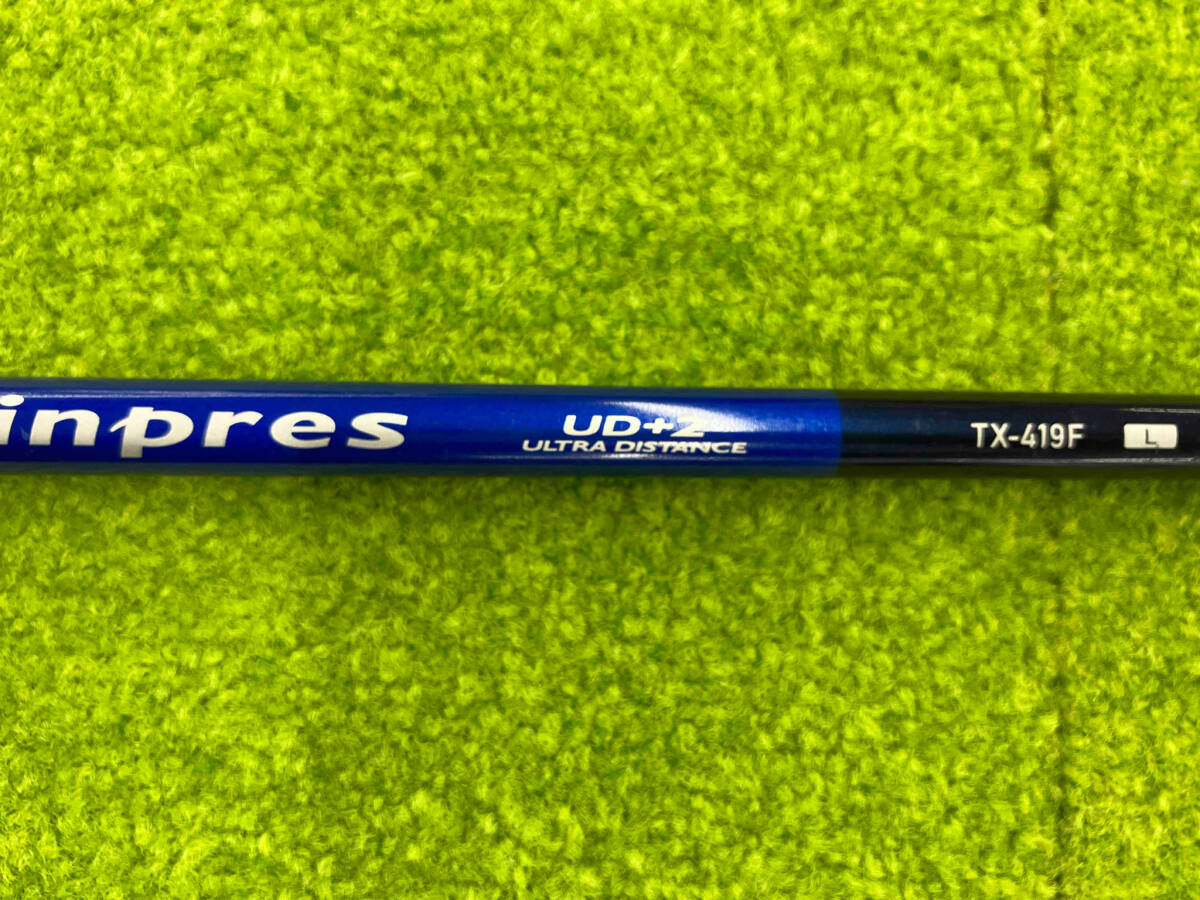 inpres
UD+2
ULTRA DISTANCE
TX-419F L